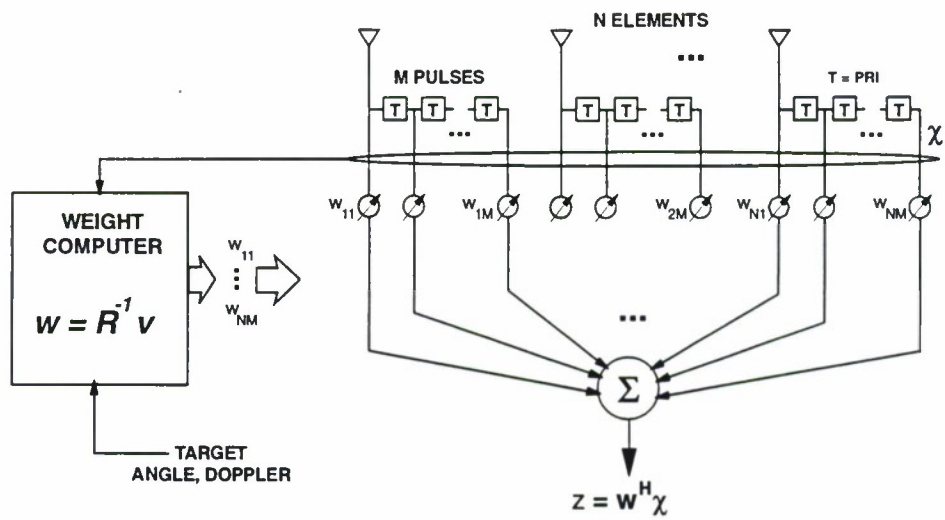 N ELEMENTS
...
M PULSES
T = PRI
T T T T T T T T T
... ... ...
χ
w₁₁ w₁M w₂M wN1 wNM
WEIGHT
COMPUTER
w = R⁻¹ v
w₁₁
⋮
wNM
...
Σ
TARGET
ANGLE, DOPPLER
z = wᴴχ